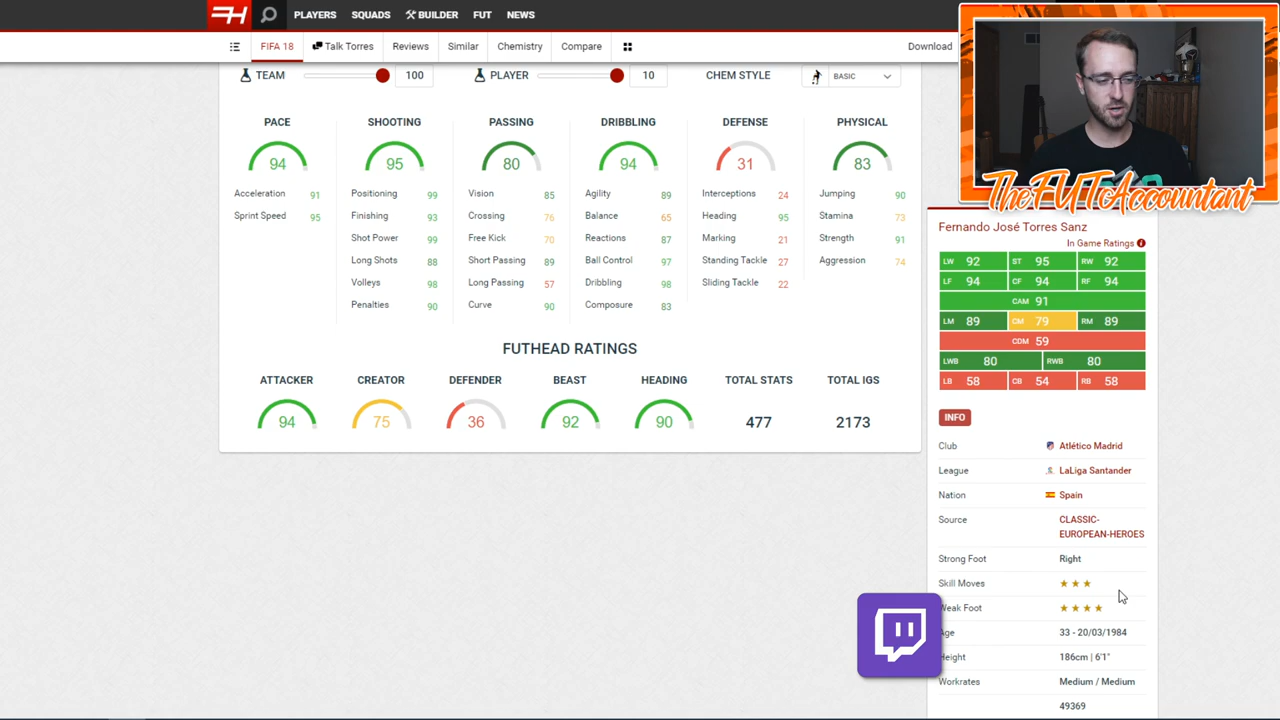 FH PLAYERS SQUADS BUILDER FUT NEWS
FIFA 18 Talk Torres Reviews Similar Chemistry Compare Download
TEAM 100 PLAYER 10 CHEM STYLE BASIC
PACE SHOOTING PASSING DRIBBLING DEFENSE PHYSICAL
94 95 80 94 31 83
Acceleration 91 Positioning 99 Vision 85 Agility 89 Interceptions 24 Jumping 90
Sprint Speed 95 Finishing 93 Crossing 76 Balance 65 Heading 95 Stamina 73
Shot Power 99 Free Kick 70 Reactions 87 Marking 21 Strength 91
Long Shots 88 Short Passing 89 Ball Control 97 Standing Tackle 27 Aggression 74
Volleys 98 Long Passing 57 Dribbling 98 Sliding Tackle 22
Penalties 90 Curve 90 Composure 83
FUTHEAD RATINGS
ATTACKER CREATOR DEFENDER BEAST HEADING TOTAL STATS TOTAL IGS
94 75 36 92 90 477 2173
TheFUTAccountant
Fernando José Torres Sanz
In Game Ratings
LW 92 ST 95 RW 92
LF 94 CF 94 RF 94
CAM 91
LM 89 CM 79 RM 89
CDM 59
LWB 80 RWB 80
LB 58 CB 54 RB 58
INFO
Club Atlético Madrid
League LaLiga Santander
Nation Spain
Source CLASSIC-
EUROPEAN-HEROES
Strong Foot Right
Skill Moves
Weak Foot
Age 33 - 20/03/1984
Height 186cm | 6'1"
Workrates Medium / Medium
49369